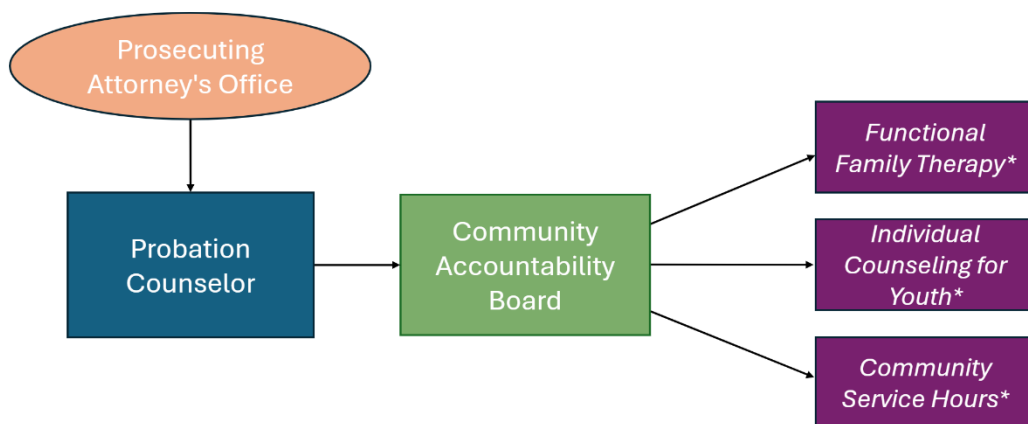 Prosecuting
Attorney's Office
Probation
Counselor
Community
Accountability
Board
Functional
Family Therapy*
Individual
Counseling for
Youth*
Community
Service Hours*